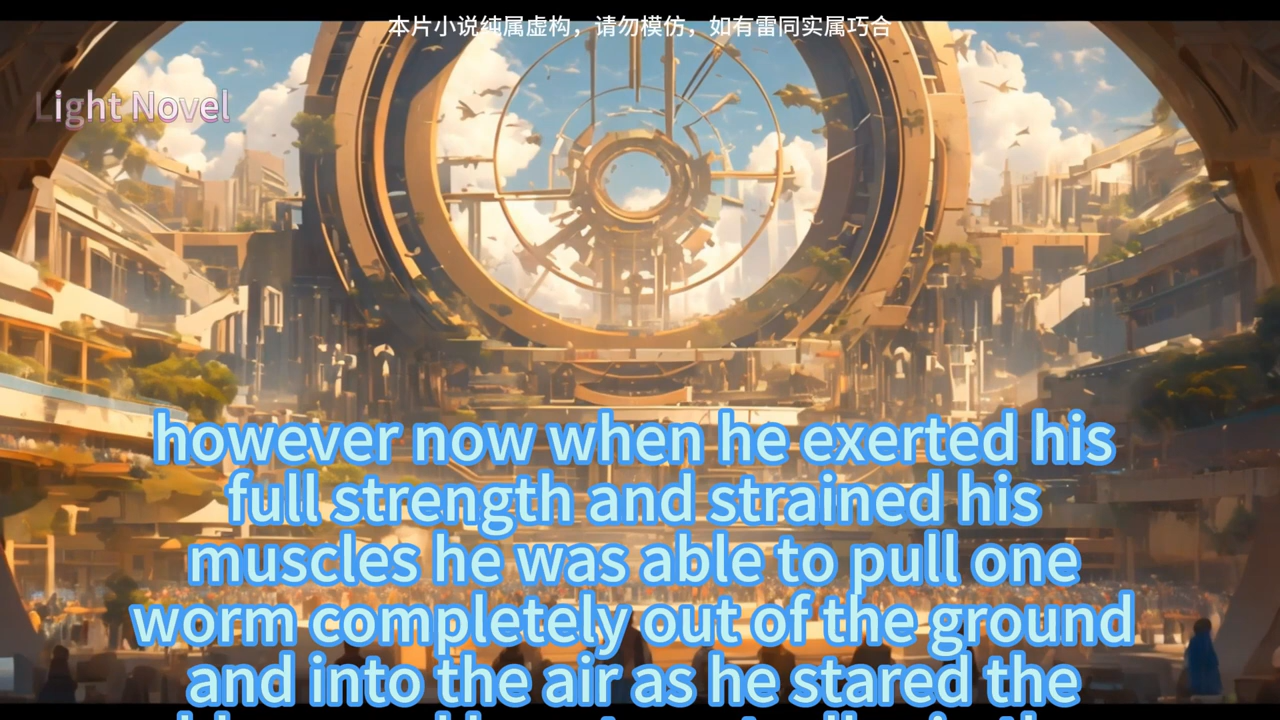 本片小说纯属虚构，请勿模仿，如有雷同实属巧合
Light Novel
however now when he exerted his
full strength and strained his
muscles he was able to pull one
worm completely out of the ground
and into the air as he stared the